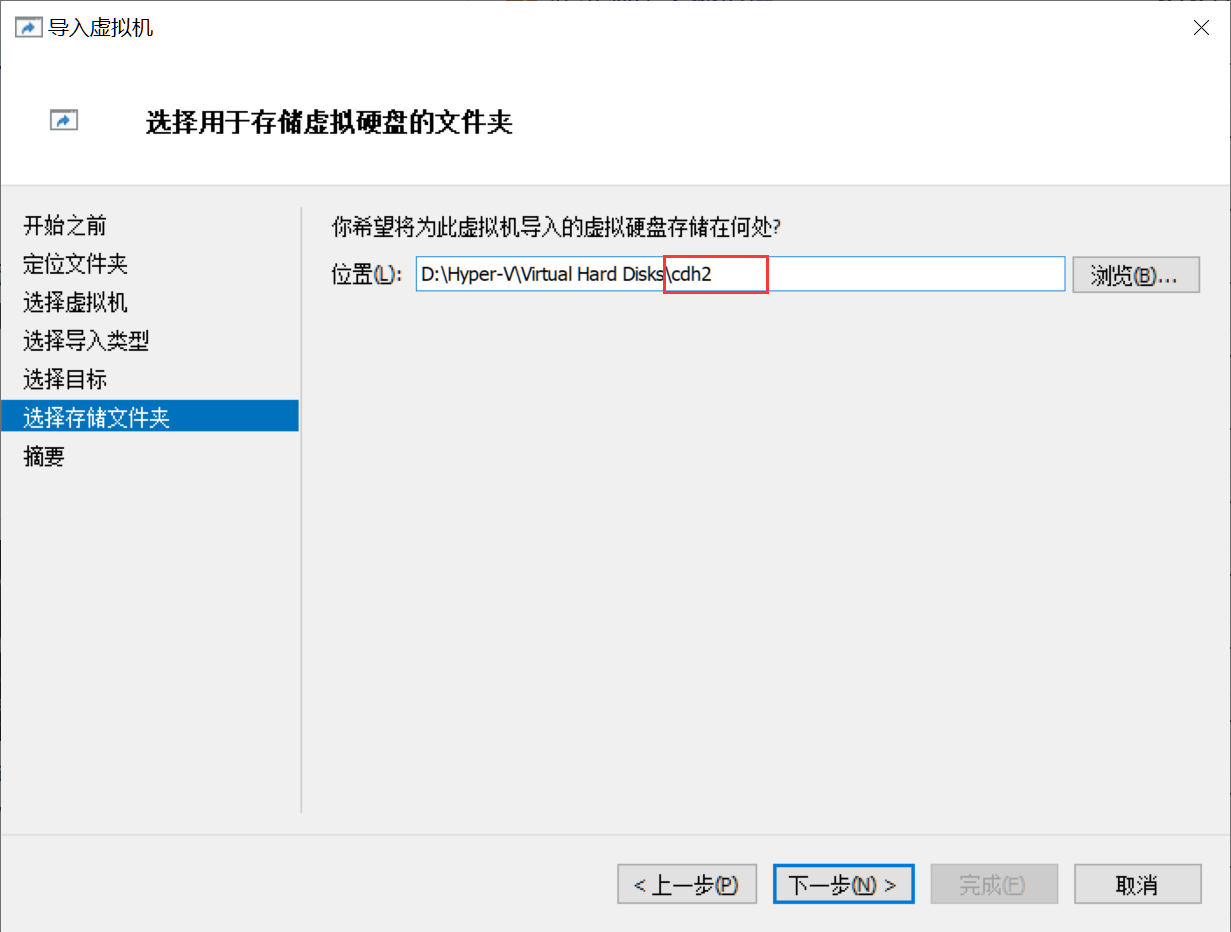 导入虚拟机
选择用于存储虚拟硬盘的文件夹
开始之前
定位文件夹
选择虚拟机
选择导入类型
选择目标
选择存储文件夹
摘要
你希望将为此虚拟机导入的虚拟硬盘存储在何处?
位置(L): D:\Hyper-V\Virtual Hard Disks\cdh2 浏览(B)...
< 上一步(P) 下一步(N) > 完成(F) 取消